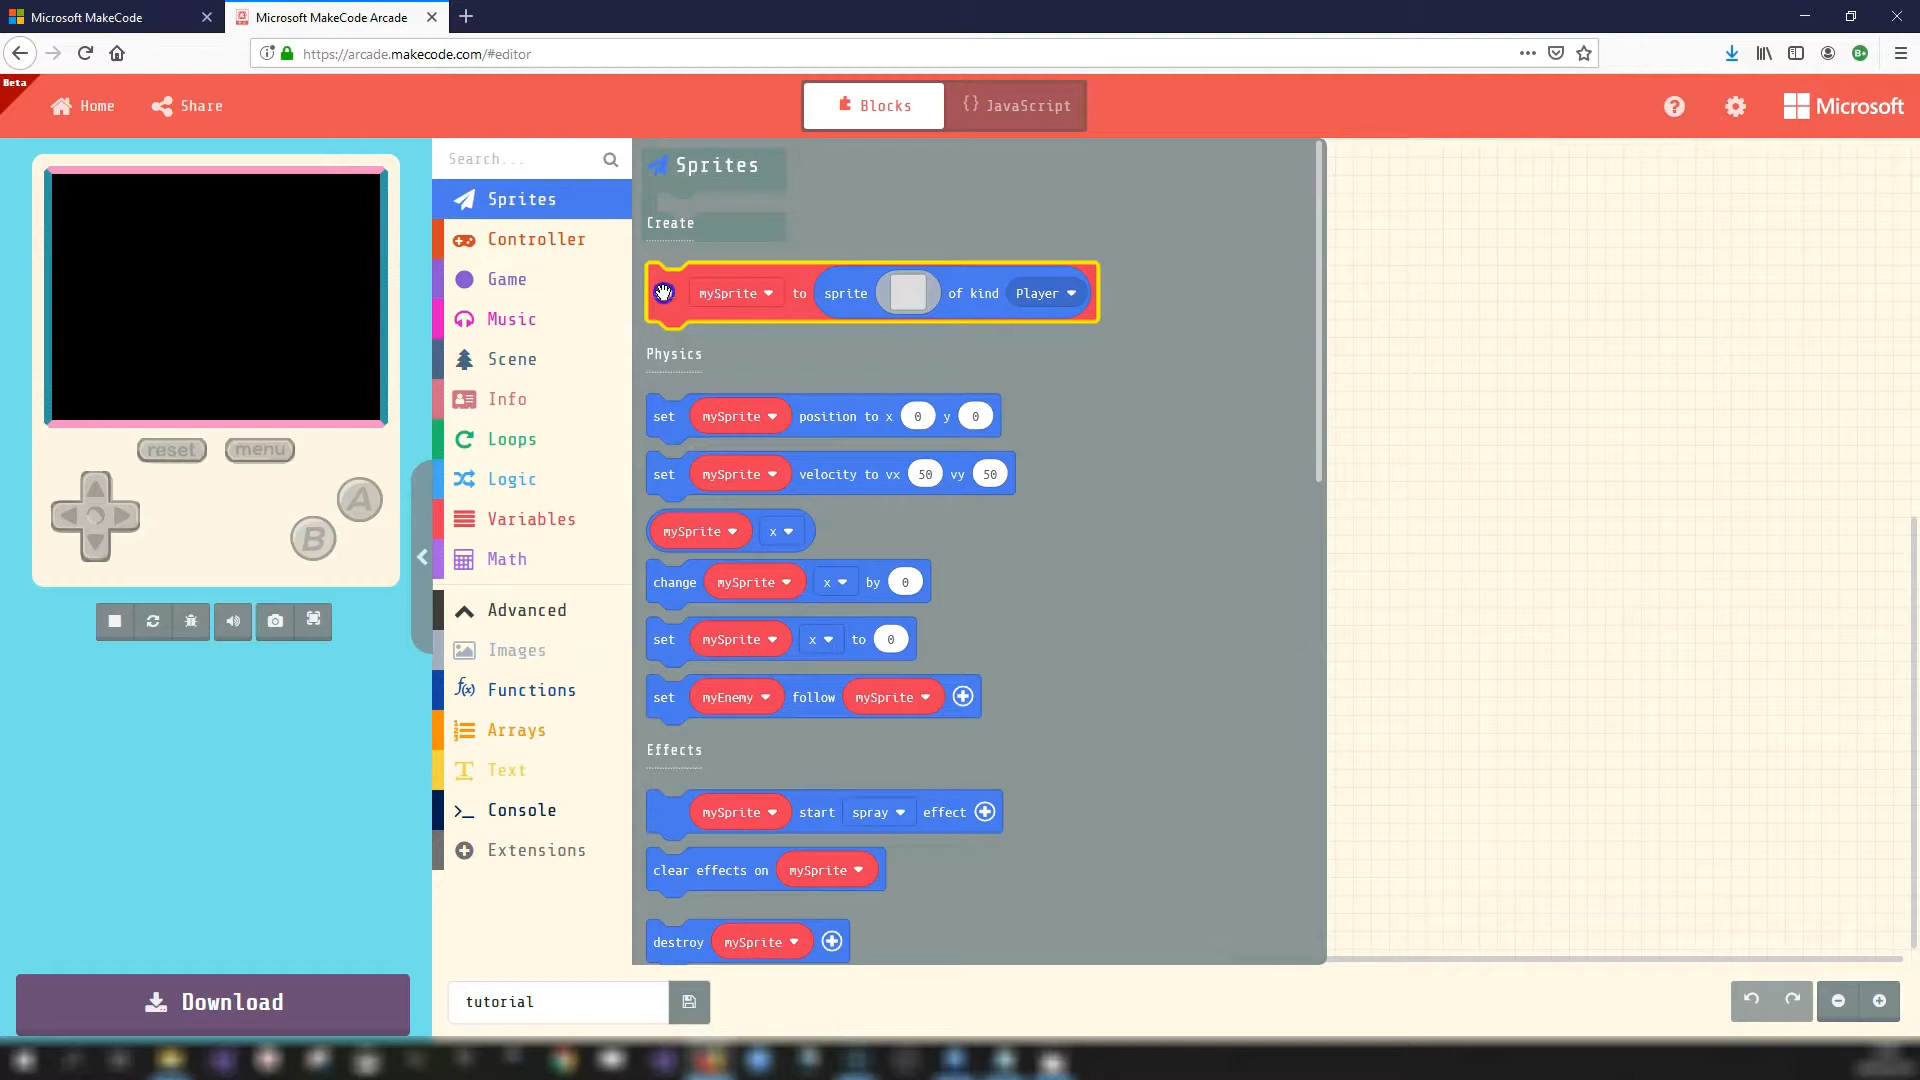 Microsoft MakeCode
Microsoft MakeCode Arcade
https://arcade.makecode.com/#editor
Beta
Home
Share
Blocks
{} JavaScript
Microsoft
reset
menu
A
B
Download
Search...
Sprites
Controller
Game
Music
Scene
Info
Loops
Logic
Variables
Math
Advanced
Images
Functions
Arrays
Text
Console
Extensions
Sprites
Create
mySprite to sprite of kind Player
Physics
set mySprite position to x 0 y 0
set mySprite velocity to vx 50 vy 50
mySprite x
change mySprite x by 0
set mySprite x to 0
set myEnemy follow mySprite
Effects
mySprite start spray effect
clear effects on mySprite
destroy mySprite
tutorial